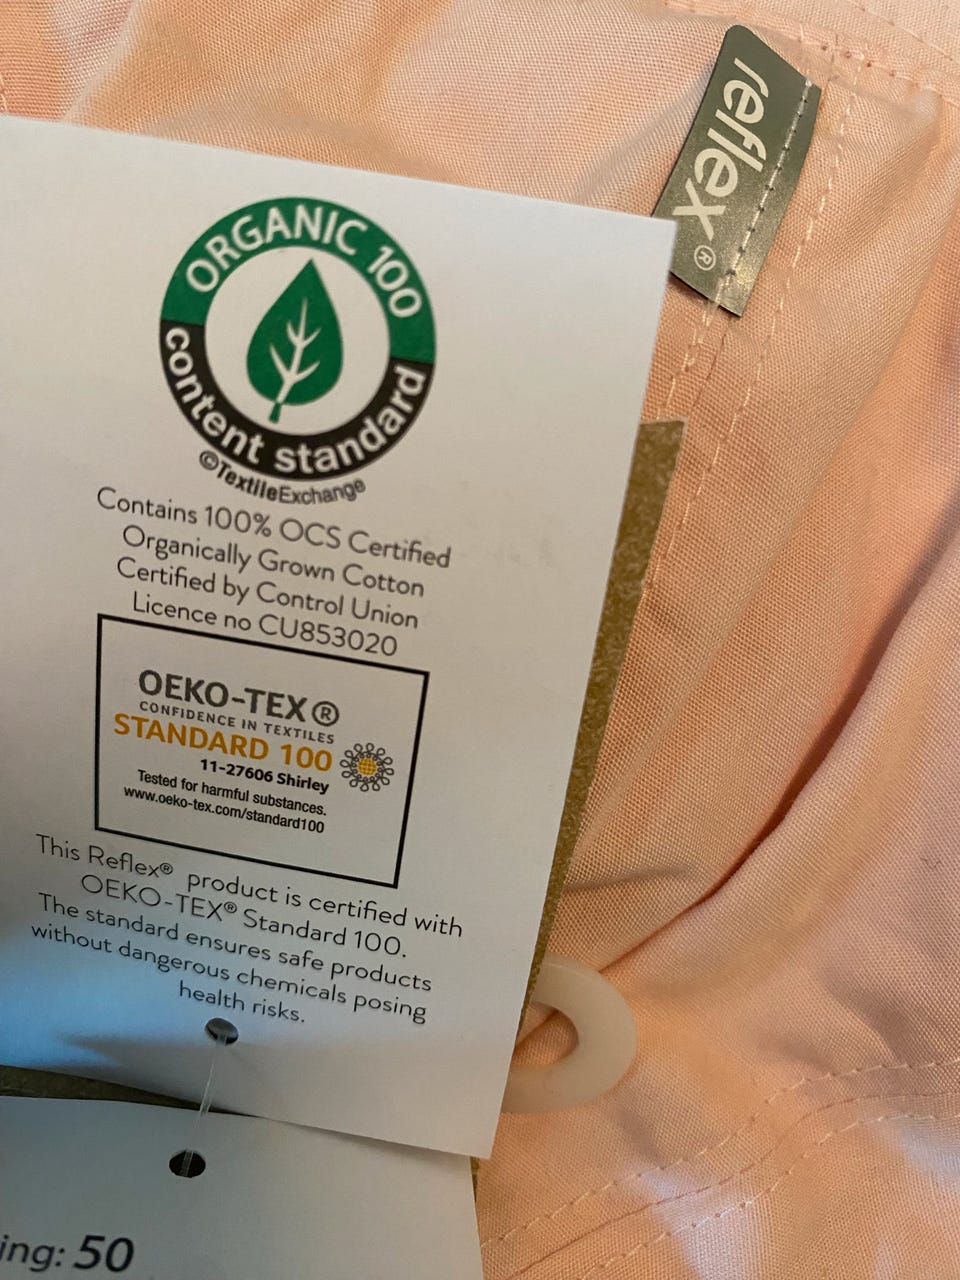 reflex®
ORGANIC 100
content standard
©TextileExchange
Contains 100% OCS Certified
Organically Grown Cotton
Certified by Control Union
Licence no CU853020
OEKO-TEX®
CONFIDENCE IN TEXTILES
STANDARD 100
11-27606 Shirley
Tested for harmful substances.
www.oeko-tex.com/standard100
This Reflex® product is certified with
OEKO-TEX® Standard 100.
The standard ensures safe products
without dangerous chemicals posing
health risks.
ing: 50